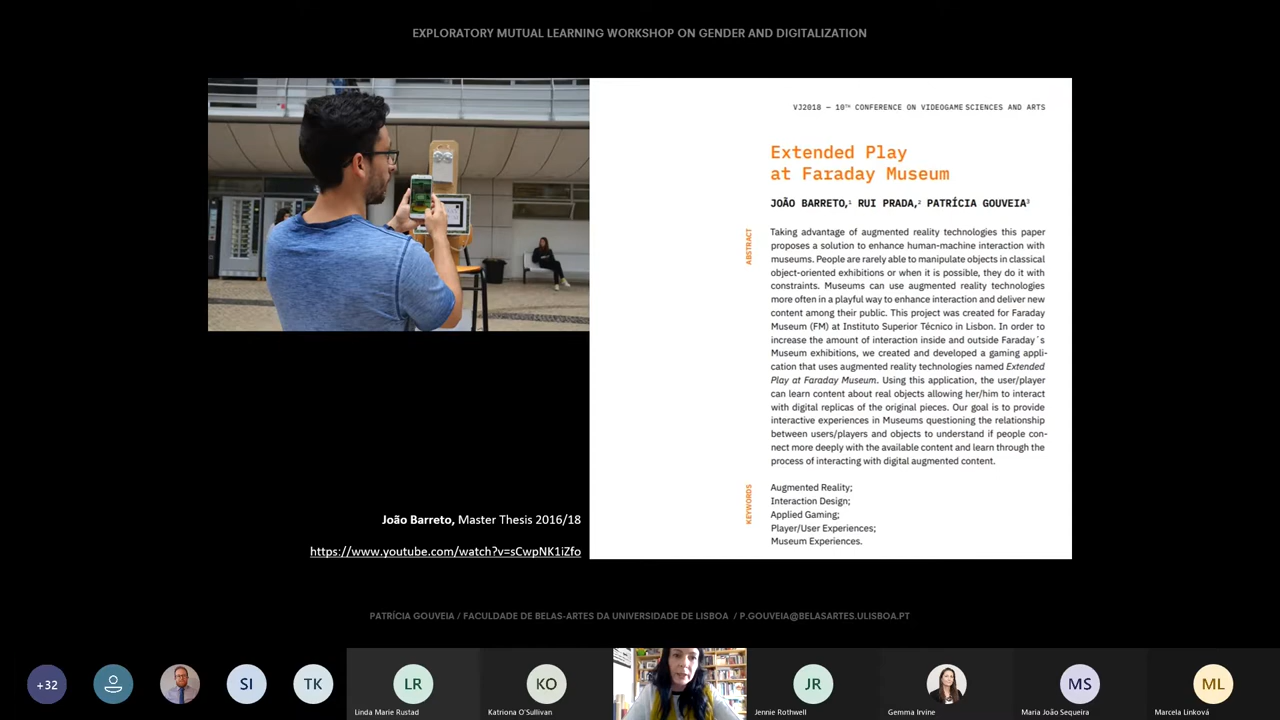 EXPLORATORY MUTUAL LEARNING WORKSHOP ON GENDER AND DIGITALIZATION
VJ2018 — 10TH CONFERENCE ON VIDEOGAME SCIENCES AND ARTS
Extended Play
at Faraday Museum
JOÃO BARRETO,¹ RUI PRADA,² PATRÍCIA GOUVEIA³
ABSTRACT
Taking advantage of augmented reality technologies this paper
proposes a solution to enhance human-machine interaction with
museums. People are rarely able to manipulate objects in classical
object-oriented exhibitions or when it is possible, they do it with
constraints. Museums can use augmented reality technologies
more often in a playful way to enhance interaction and deliver new
content among their public. This project was created for Faraday
Museum (FM) at Instituto Superior Técnico in Lisbon. In order to
increase the amount of interaction inside and outside Faraday´s
Museum exhibitions, we created and developed a gaming appli-
cation that uses augmented reality technologies named Extended
Play at Faraday Museum. Using this application, the user/player
can learn content about real objects allowing her/him to interact
with digital replicas of the original pieces. Our goal is to provide
interactive experiences in Museums questioning the relationship
between users/players and objects to understand if people con-
nect more deeply with the available content and learn through the
process of interacting with digital augmented content.
KEYWORDS
Augmented Reality;
Interaction Design;
Applied Gaming;
Player/User Experiences;
Museum Experiences.
João Barreto, Master Thesis 2016/18
https://www.youtube.com/watch?v=sCwpNK1iZfo
PATRÍCIA GOUVEIA / FACULDADE DE BELAS-ARTES DA UNIVERSIDADE DE LISBOA / P.GOUVEIA@BELASARTES.ULISBOA.PT
+32
SI
TK
LR
Linda Marie Rustad
KO
Katriona O'Sullivan
JR
Jennie Rothwell
Gemma Irvine
MS
Maria João Sequeira
ML
Marcela Linková